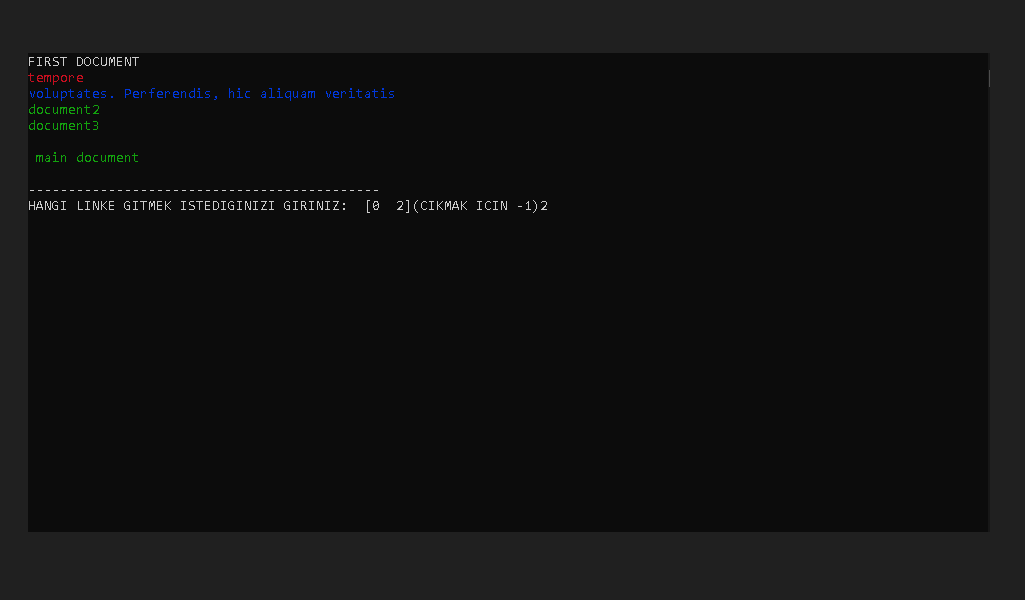 FIRST DOCUMENT
tempore
voluptates. Perferendis, hic aliquam veritatis
document2
document3
main document
--------------------------------------------
HANGI LINKE GITMEK ISTEDIGINIZI GIRINIZ:  [0  2](CIKMAK ICIN -1)2